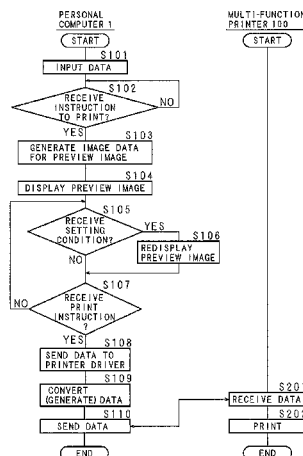 PERSONAL
COMPUTER 1
START
S101
INPUT DATA
S102
RECEIVE
INSTRUCTION
TO PRINT?
NO
YES
S103
GENERATE IMAGE DATA
FOR PREVIEW IMAGE
S104
DISPLAY PREVIEW IMAGE
S105
RECEIVE
SETTING
CONDITION?
YES
S106
REDISPLAY
PREVIEW IMAGE
NO
S107
RECEIVE
PRINT
INSTRUCTION
?
NO
YES
S108
SEND DATA TO
PRINTER DRIVER
S109
CONVERT
(GENERATE) DATA
S110
SEND DATA
END
MULTI-FUNCTION
PRINTER 100
START
S201
RECEIVE DATA
S202
PRINT
END